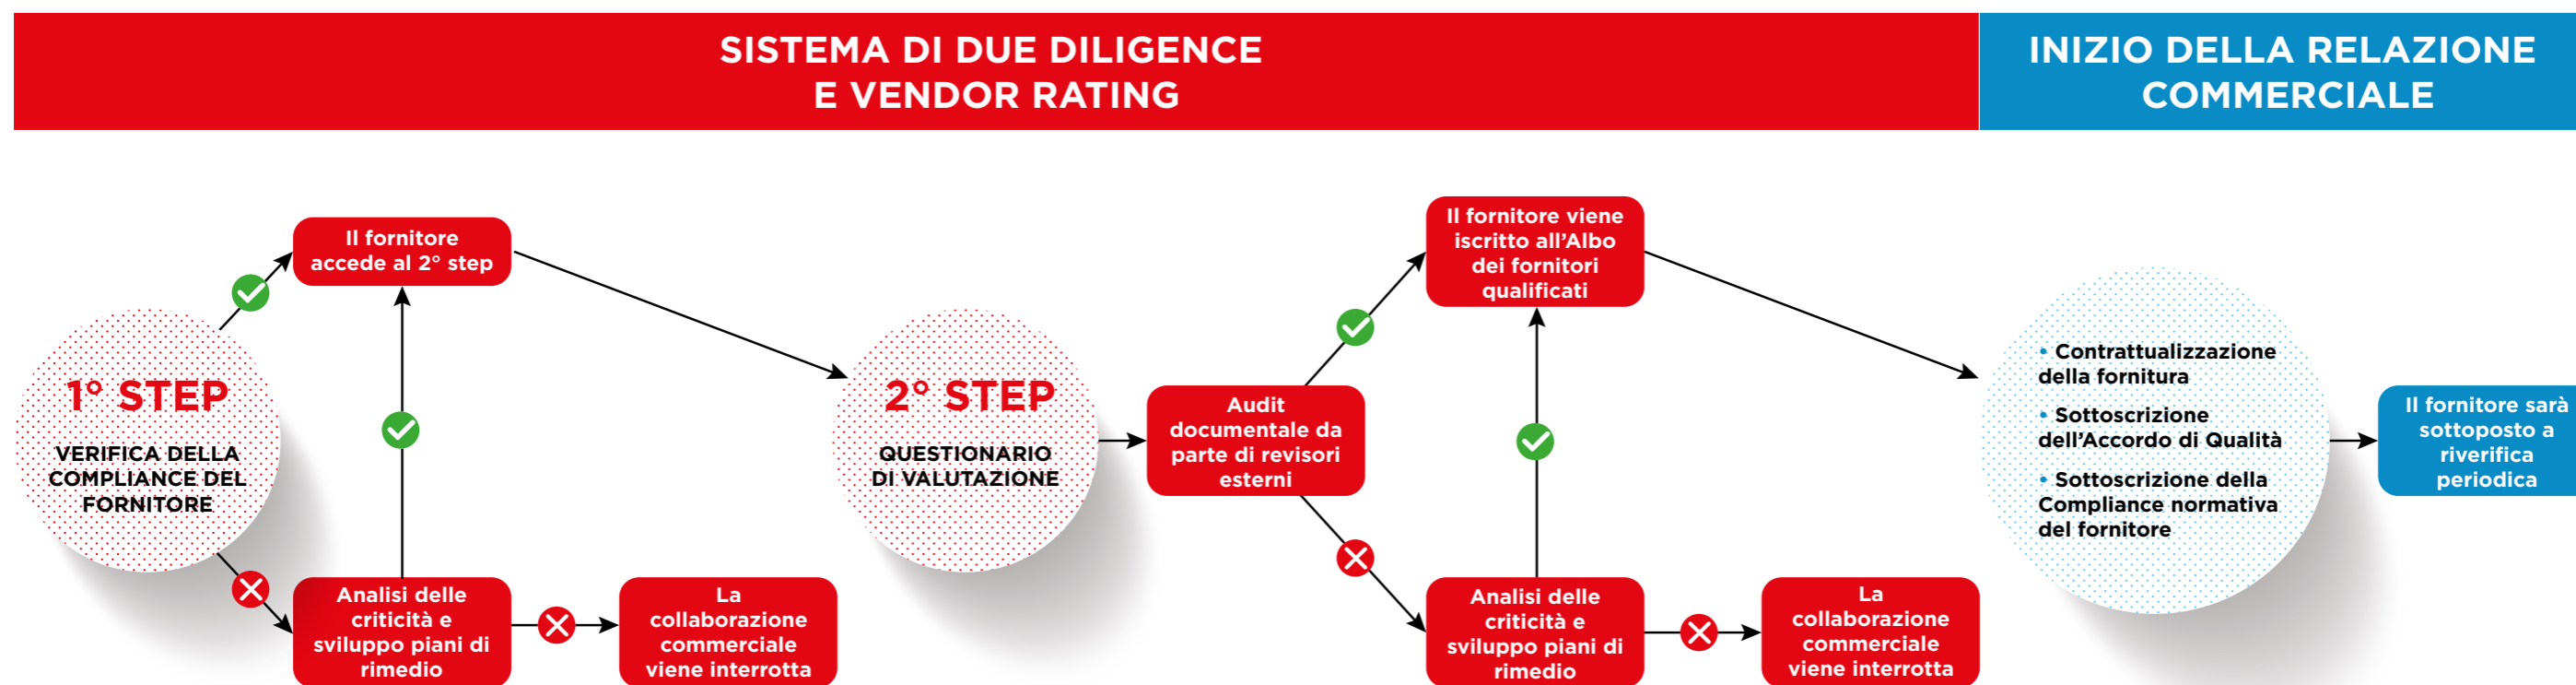 SISTEMA DI DUE DILIGENCE
E VENDOR RATING
INIZIO DELLA RELAZIONE
COMMERCIALE
1° STEP
VERIFICA DELLA
COMPLIANCE DEL
FORNITORE
Il fornitore
accede al 2° step
Analisi delle
criticità e
sviluppo piani di
rimedio
La
collaborazione
commerciale
viene interrotta
2° STEP
QUESTIONARIO
DI VALUTAZIONE
Audit
documentale da
parte di revisori
esterni
Il fornitore viene
iscritto all’Albo
dei fornitori
qualificati
Analisi delle
criticità e
sviluppo piani di
rimedio
La
collaborazione
commerciale
viene interrotta
• Contrattualizzazione
della fornitura
• Sottoscrizione
dell’Accordo di Qualità
• Sottoscrizione della
Compliance normativa
del fornitore
Il fornitore sarà
sottoposto a
riverifica
periodica